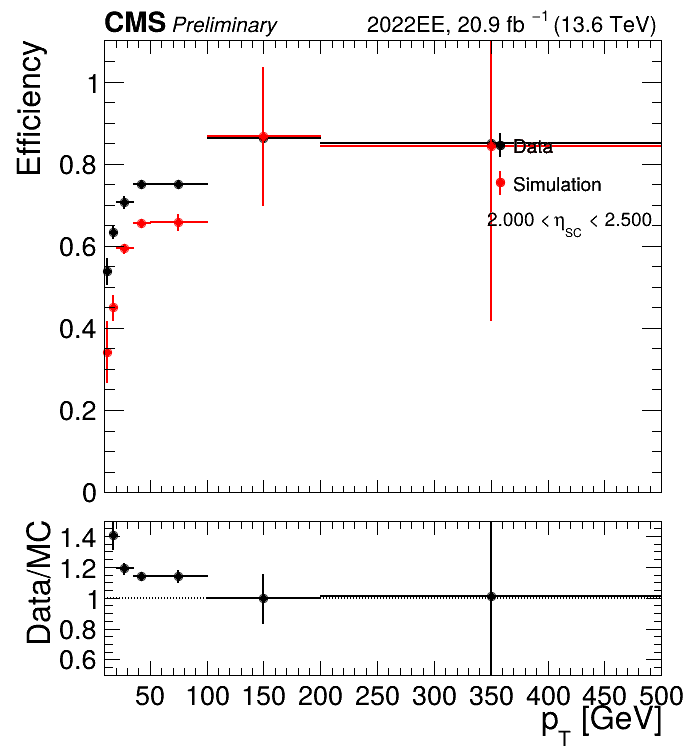 CMS Preliminary 2022EE, 20.9 fb⁻¹ (13.6 TeV)
Efficiency
1
0.8
0.6
0.4
0.2
0
Data
Simulation
2.000 < η_SC < 2.500
Data/MC
1.4
1.2
1
0.8
0.6
50 100 150 200 250 300 350 400 450 500
p_T [GeV]